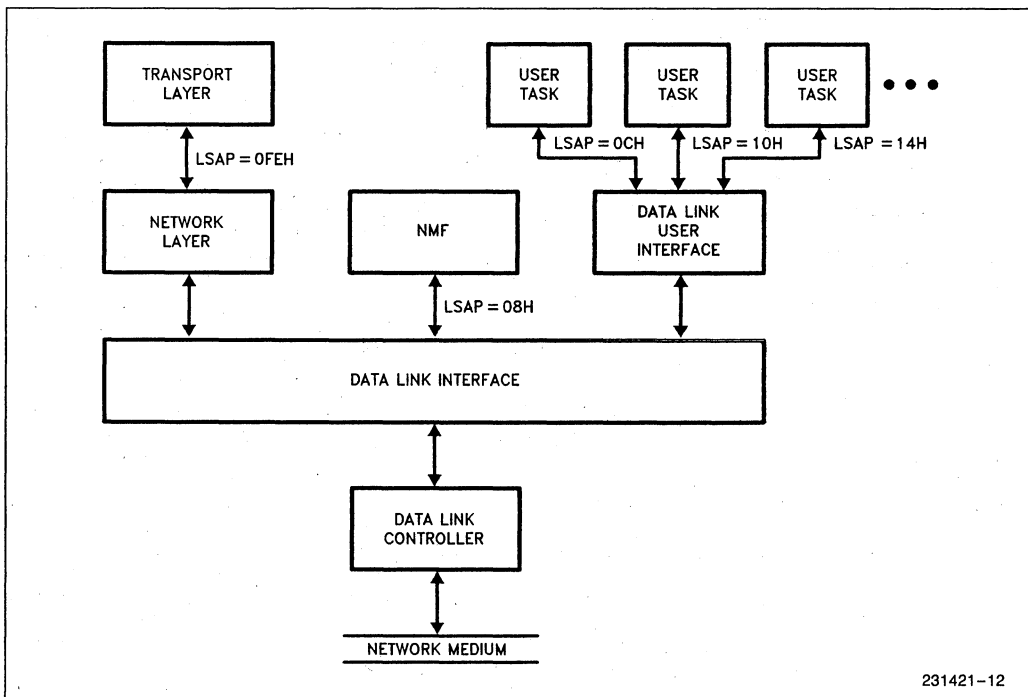 TRANSPORT
LAYER
USER
TASK
USER
TASK
USER
TASK
LSAP = 0FEH
LSAP = 0CH
LSAP = 10H
LSAP = 14H
NETWORK
LAYER
NMF
DATA LINK
USER
INTERFACE
LSAP = 08H
DATA LINK INTERFACE
DATA LINK
CONTROLLER
NETWORK MEDIUM
231421-12